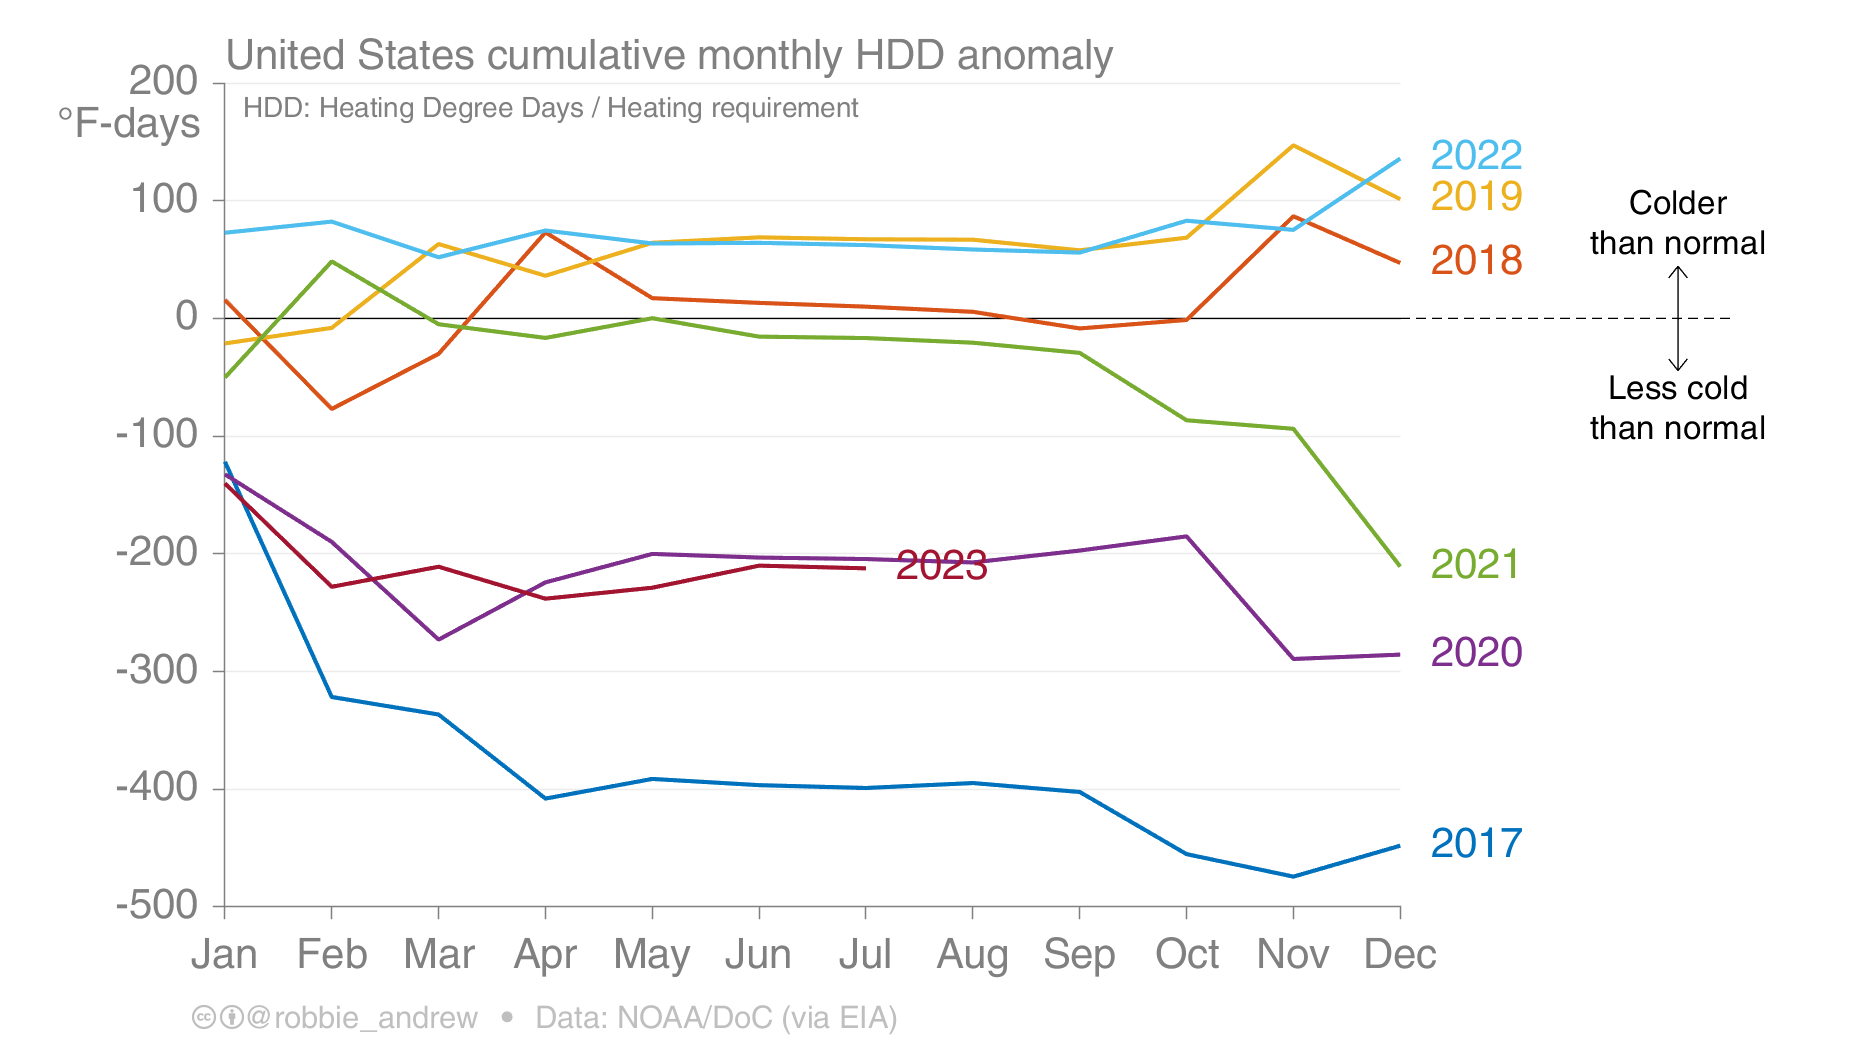 United States cumulative monthly HDD anomaly
200
°F-days
HDD: Heating Degree Days / Heating requirement
100
0
-100
-200
-300
-400
-500
2022
2019
2018
2023
2021
2020
2017
Colder
than normal
Less cold
than normal
Jan Feb Mar Apr May Jun Jul Aug Sep Oct Nov Dec
cc @robbie_andrew • Data: NOAA/DoC (via EIA)